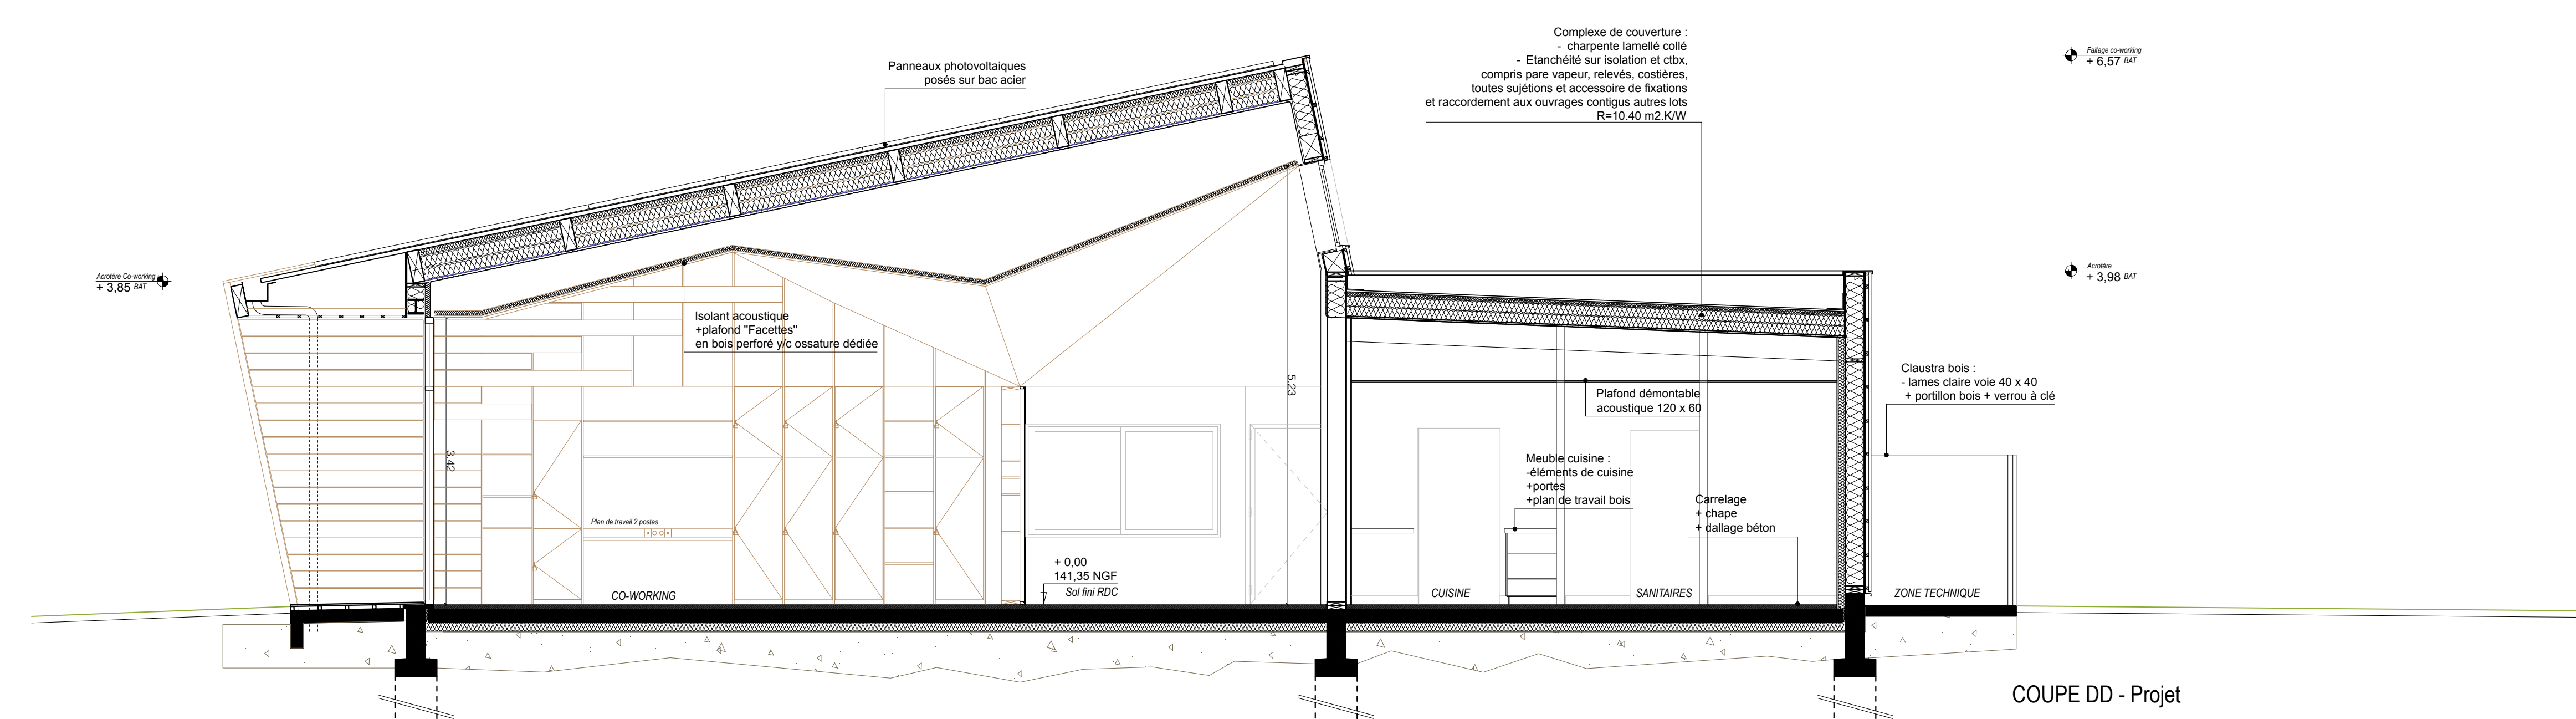 Complexe de couverture :
- charpente lamellé collé
- Etanchéité sur isolation et ctbx,
compris pare vapeur, relevés, costières,
toutes sujétions et accessoire de fixations
et raccordement aux ouvrages contigus autres lots
R=10.40 m2.K/W
Faitage co-working
+ 6,57 BAT
Panneaux photovoltaiques
posés sur bac acier
Acrotère Co-working
+ 3,85 BAT
Acrotère
+ 3,98 BAT
Isolant acoustique
+plafond "Facettes"
en bois perforé y/c ossature dédiée
5.23
3.42
Claustra bois :
- lames claire voie 40 x 40
+ portillon bois + verrou à clé
Plafond démontable
acoustique 120 x 60
Meuble cuisine :
-éléments de cuisine
+portes
+plan de travail bois
Carrelage
+ chape
+ dallage béton
Plan de travail 2 postes
+ 0,00
141,35 NGF
Sol fini RDC
CO-WORKING
CUISINE
SANITAIRES
ZONE TECHNIQUE
COUPE DD - Projet